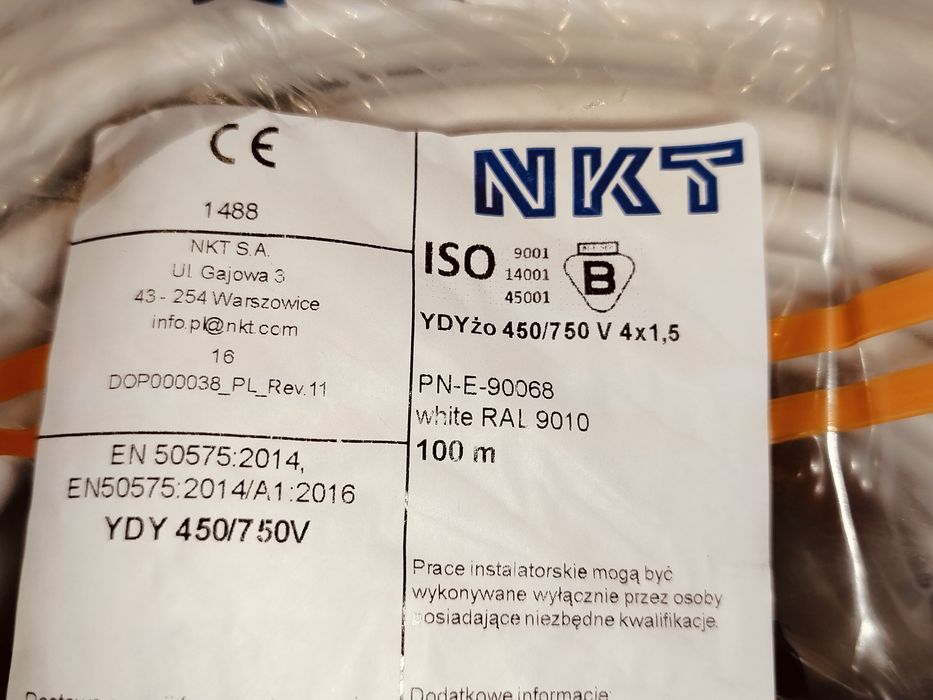 CE
1488
NKT S.A.
Ul. Gajowa 3
43 - 254 Warszowice
info.pl@nkt.com
16
DOP000038_PL_Rev.11
EN 50575:2014,
EN50575:2014/A1:2016
YDY 450/750V
NKT
ISO 9001
14001
45001
B
YDYżo 450/750 V 4x1,5
PN-E-90068
white RAL 9010
100 m
Prace instalatorskie mogą być
wykonywane wyłącznie przez osoby
posiadające niezbędne kwalifikacje.
Dodatkowe informacje: